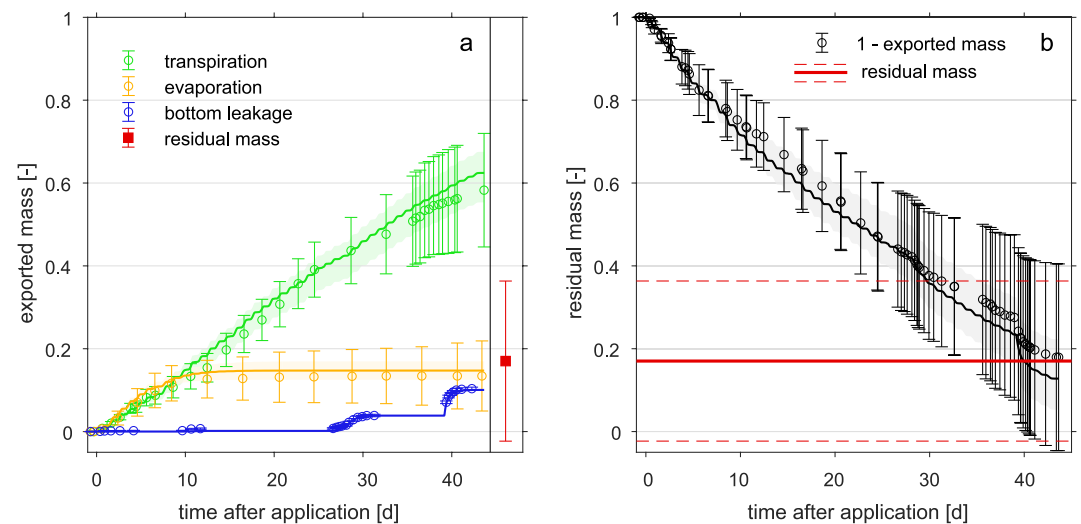 a
transpiration
evaporation
bottom leakage
residual mass
1
0.8
0.6
0.4
0.2
0
exported mass [-]
0 10 20 30 40
time after application [d]
b
1 - exported mass
residual mass
1
0.8
0.6
0.4
0.2
0
residual mass [-]
0 10 20 30 40
time after application [d]